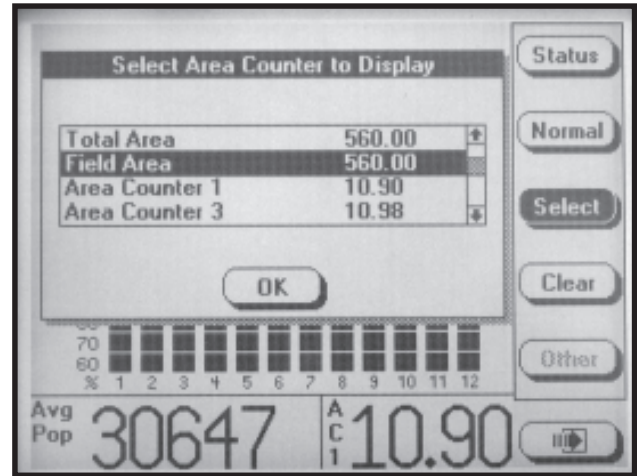 Select Area Counter to Display
Total Area 560.00
Field Area 560.00
Area Counter 1 10.90
Area Counter 3 10.98
OK
Status
Normal
Select
Clear
Other
70
60
% 1 2 3 4 5 6 7 8 9 10 11 12
Avg Pop 30647
AC1 10.90